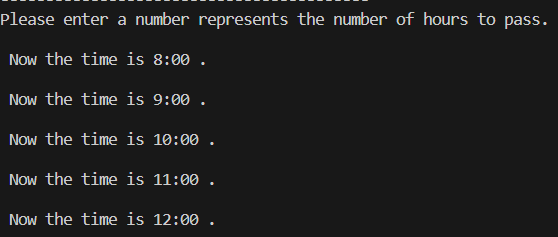 Please enter a number represents the number of hours to pass.
Now the time is 8:00 .
Now the time is 9:00 .
Now the time is 10:00 .
Now the time is 11:00 .
Now the time is 12:00 .